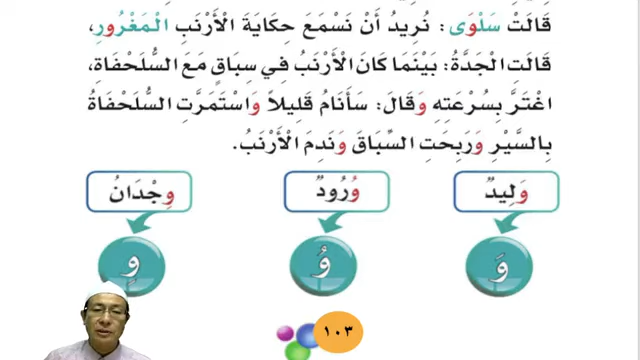 قَالَتْ سَلْوَى : نُرِيدُ أَنْ نَسْمَعَ حِكَايَةَ الْأَرْنَبِ الْمَغْرُورِ،
قَالَتِ الْجَدَّةُ: بَيْنَمَا كَانَ الْأَرْنَبُ فِي سِبَاقٍ مَعَ السُّلَحْفَاةِ،
اغْتَرَّ بِسُرْعَتِهِ وَقَالَ: سَأَنَامُ قَلِيلاً وَاسْتَمَرَّتِ السُّلَحْفَاةُ
بِالسَّيْرِ وَرَبِحَتِ السِّبَاقَ وَنَدِمَ الْأَرْنَبُ.
وَلِيدٌ وُرُودٌ وِجْدَانُ
وَ وُ وِ
١٠٣